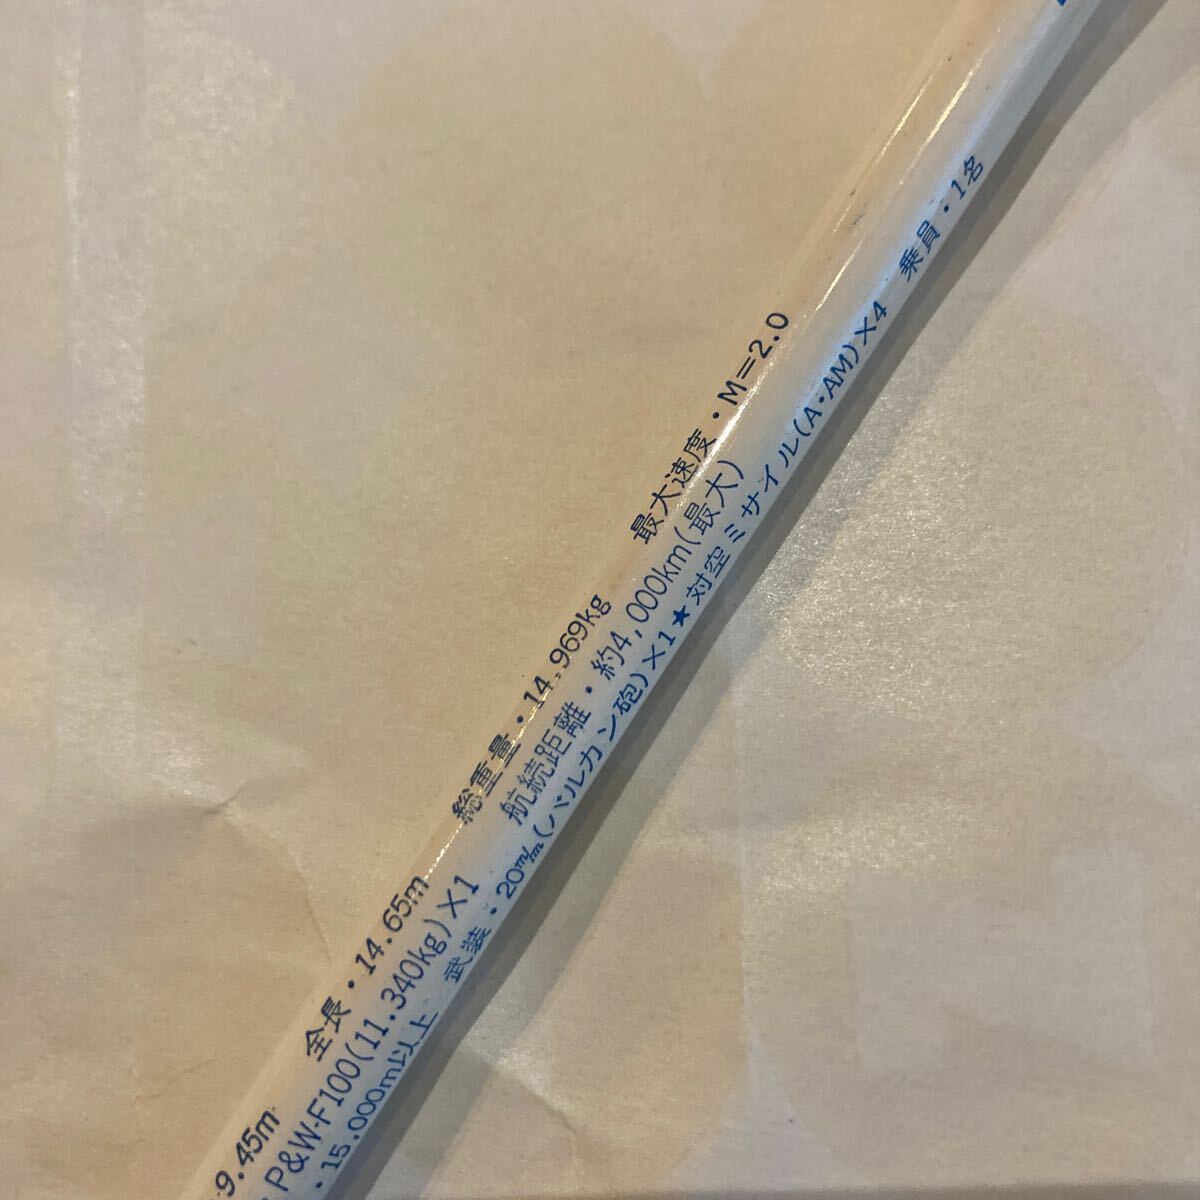 9.45m 全長・14.65m 総重量・14.969kg 最大速度・M=2.0
P&W-F100(11.340kg)×1 航続距離・約4,000km(最大)
・15.000m以上 武装・20m/m(バルカン砲)×1★対空ミサイル(A・AM)×4 乗員・1名